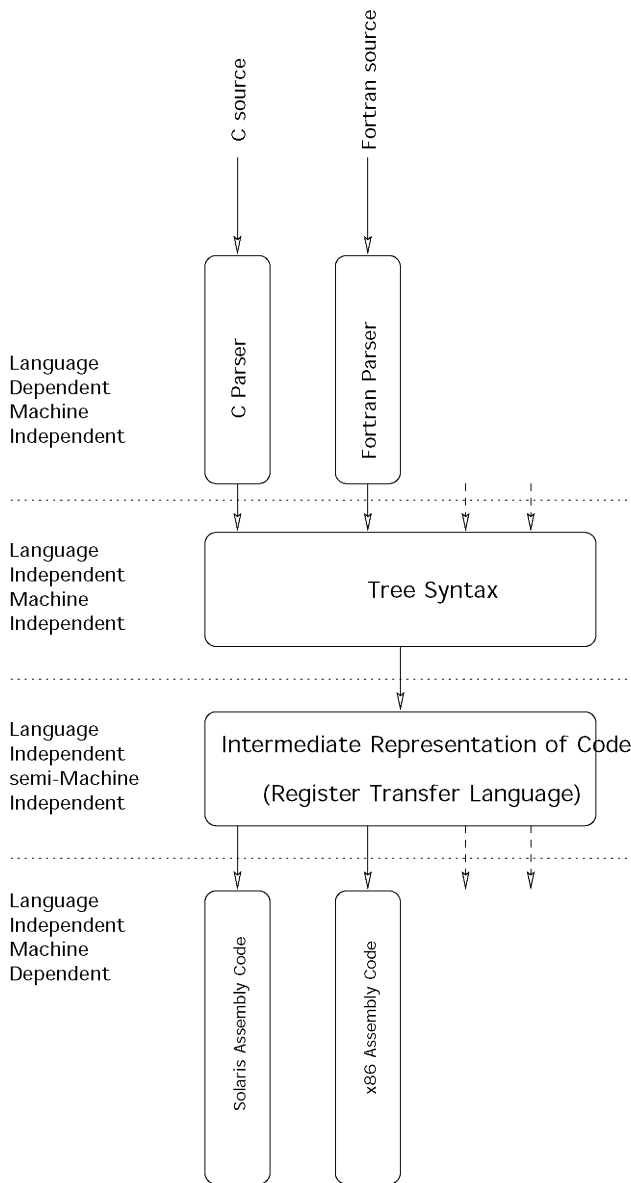 C source
Fortran source
Language
Dependent
Machine
Independent
C Parser
Fortran Parser
Language
Independent
Machine
Independent
Tree Syntax
Language
Independent
semi-Machine
Independent
Intermediate Representation of Code
(Register Transfer Language)
Language
Independent
Machine
Dependent
Solaris Assembly Code
x86 Assembly Code